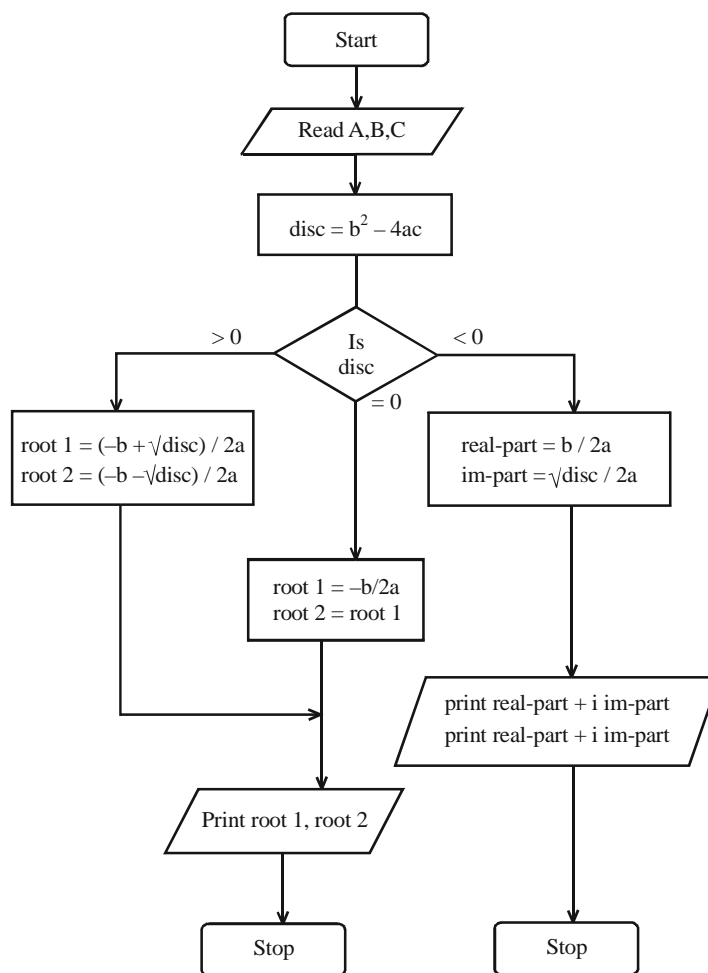 Start
Read A,B,C
disc = b² – 4ac
Is
disc
> 0
< 0
= 0
root 1 = (–b + √disc) / 2a
root 2 = (–b –√disc) / 2a
real-part = b / 2a
im-part = √disc / 2a
root 1 = –b/2a
root 2 = root 1
print real-part + i im-part
print real-part + i im-part
Print root 1, root 2
Stop
Stop